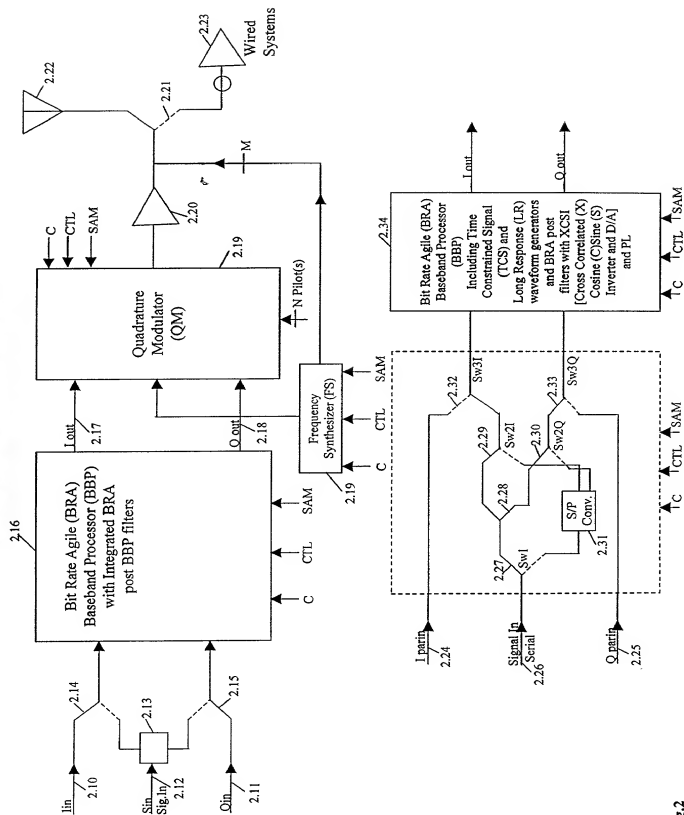 Iin
2.10
Sin
Sig.In
2.12
Qin
2.11
2.13
2.14
2.15
2.16
Bit Rate Agile (BRA)
Baseband Processor (BBP)
with Integrated BRA
post BBP filters
C
CTL
SAM
I out
2.17
Q out
2.18
Quadrature
Modulator
(QM)
2.19
C
CTL
SAM
N Pilot(s)
Frequency
Synthesizer (FS)
2.19
C
CTL
SAM
2.20
M
2.21
2.22
2.23
Wired
Systems
I parin
2.24
Signal In
Serial
2.26
Q parin
2.25
2.27
SwI
2.28
2.29
Sw2I
2.30
Sw2Q
S/P
Conv.
2.31
2.32
Sw3I
2.33
Sw3Q
C
CTL
SAM
2.34
Bit Rate Agile (BRA)
Baseband Processor
(BBP)
Including Time
Constrained Signal
(TCS) and
Long Response (LR)
waveform generators
and BRA post
filters with XCSI
[Cross Correlated (X)
Cosine (C)Sine (S)
Inverter and D/A]
and PL
C
CTL
SAM
I out
Q out
g.2